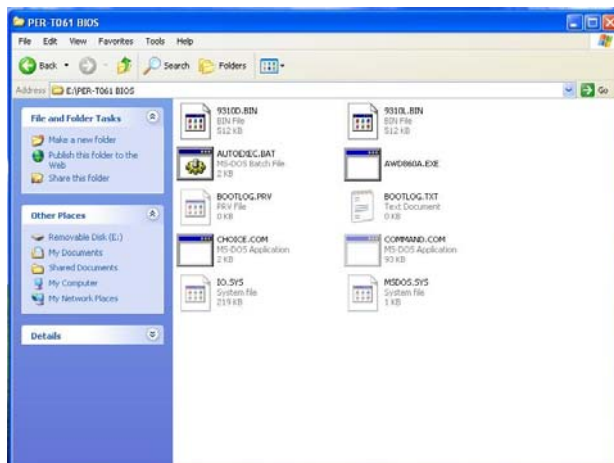 PER-T061 BIOS
File Edit View Favorites Tools Help
Back Search Folders
Address E:\PER-T061 BIOS Go
File and Folder Tasks
Make a new folder
Publish this folder to the Web
Share this folder
Other Places
Removable Disk (E:)
My Documents
Shared Documents
My Computer
My Network Places
Details
9310D.BIN
BIN File
512 KB
9310L.BIN
BIN File
512 KB
AUTOEXEC.BAT
MS-DOS Batch File
2 KB
AWD860A.EXE
BOOTLOG.PRV
PRV File
0 KB
BOOTLOG.TXT
Text Document
0 KB
CHOICE.COM
MS-DOS Application
2 KB
COMMAND.COM
MS-DOS Application
93 KB
IO.SYS
System file
219 KB
MSDOS.SYS
System file
1 KB